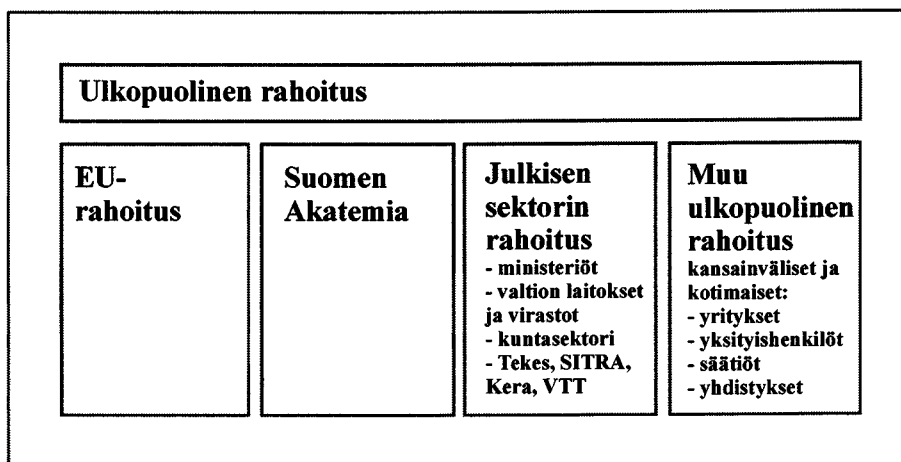 Ulkopuolinen rahoitus
EU-
rahoitus
Suomen
Akatemia
Julkisen
sektorin
rahoitus
- ministeriöt
- valtion laitokset
ja virastot
- kuntasektori
- Tekes, SITRA,
Kera, VTT
Muu
ulkopuolinen
rahoitus
kansainväliset ja
kotimaiset:
- yritykset
- yksityishenkilöt
- säätiöt
- yhdistykset